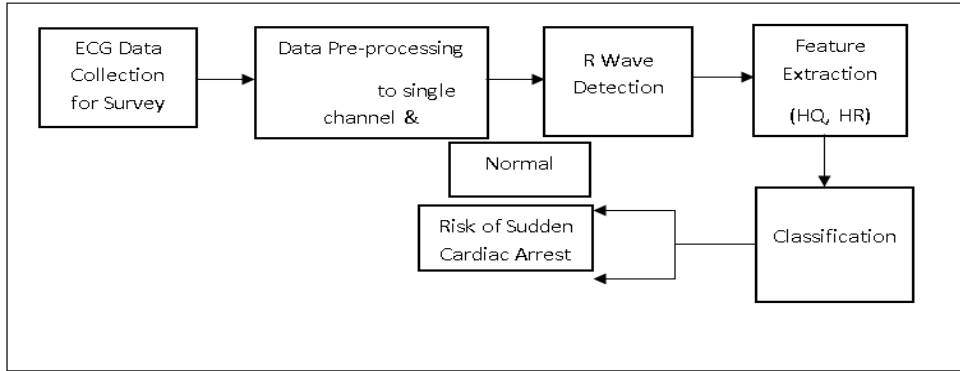 ECG Data
Collection
for Survey
Data Pre-processing
to single
channel &
R Wave
Detection
Feature
Extraction
(HQ, HR)
Normal
Risk of Sudden
Cardiac Arrest
Classification